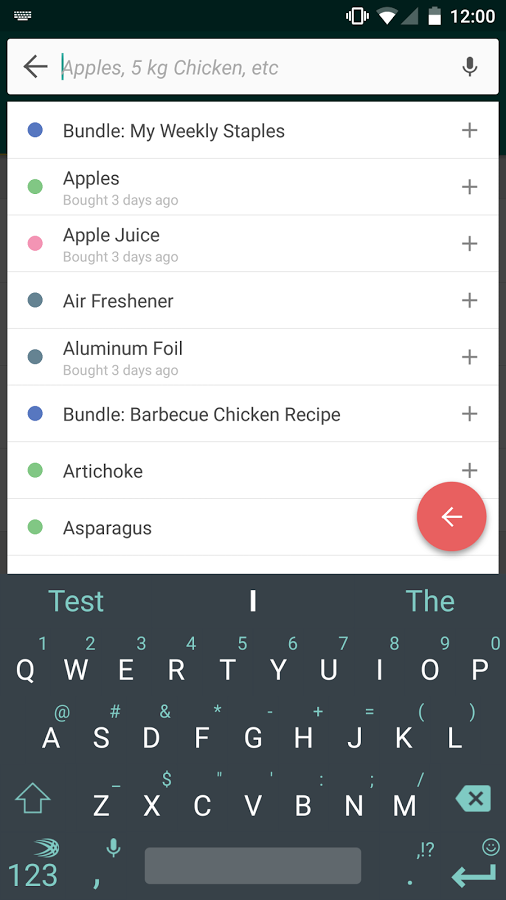 12:00
Apples, 5 kg Chicken, etc
Bundle: My Weekly Staples
Apples
Bought 3 days ago
Apple Juice
Bought 3 days ago
Air Freshener
Aluminum Foil
Bought 3 days ago
Bundle: Barbecue Chicken Recipe
Artichoke
Asparagus
Test I The
1 2 3 4 5 6 7 8 9 0
Q W E R T Y U I O P
@ # & * - + = ( )
A S D F G H J K L
_ $ " ' : ; /
Z X C V B N M
,!?
123 , .